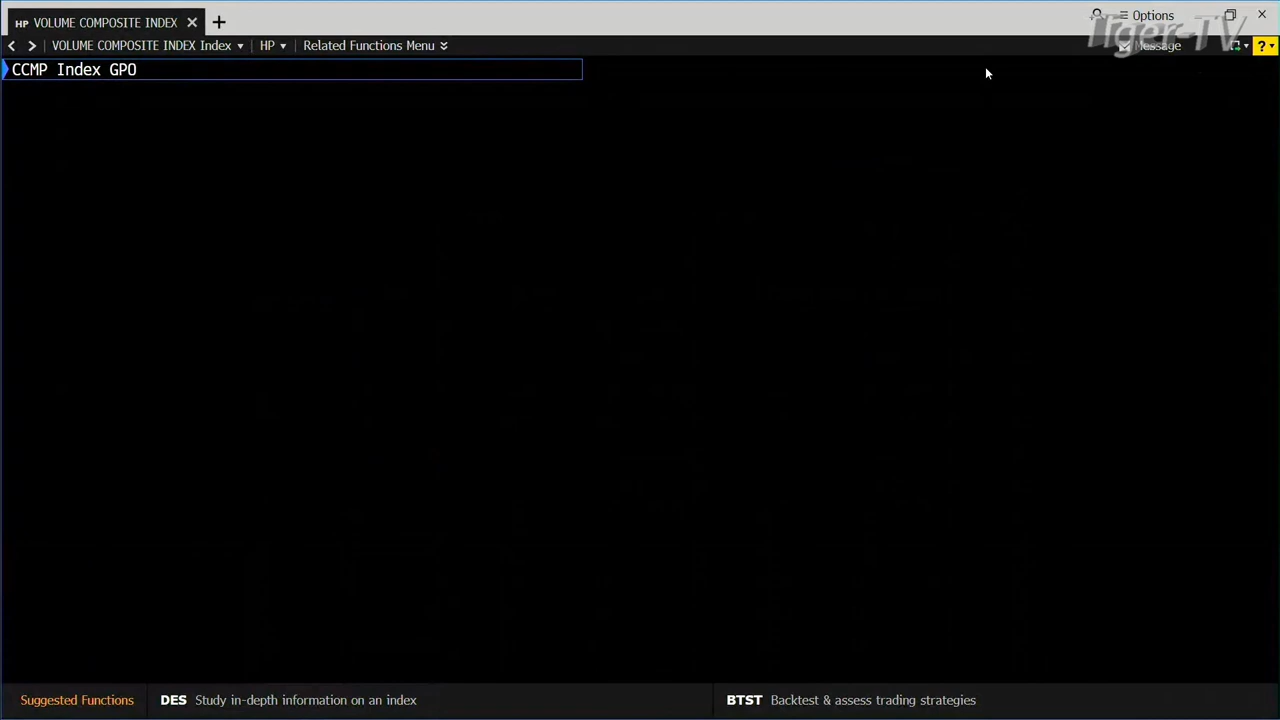 HP VOLUME COMPOSITE INDEX
Options
VOLUME COMPOSITE INDEX Index
HP
Related Functions Menu
Message
?
Tiger-TV
CCMP Index GPO
Suggested Functions
DES Study in-depth information on an index
BTST Backtest & assess trading strategies